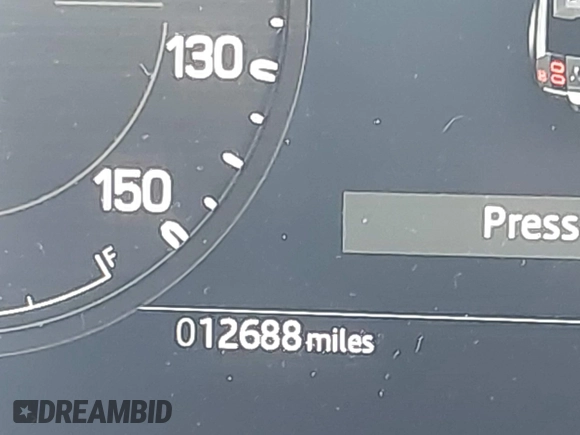 130
150
F
Press
012688 miles
DREAMBID